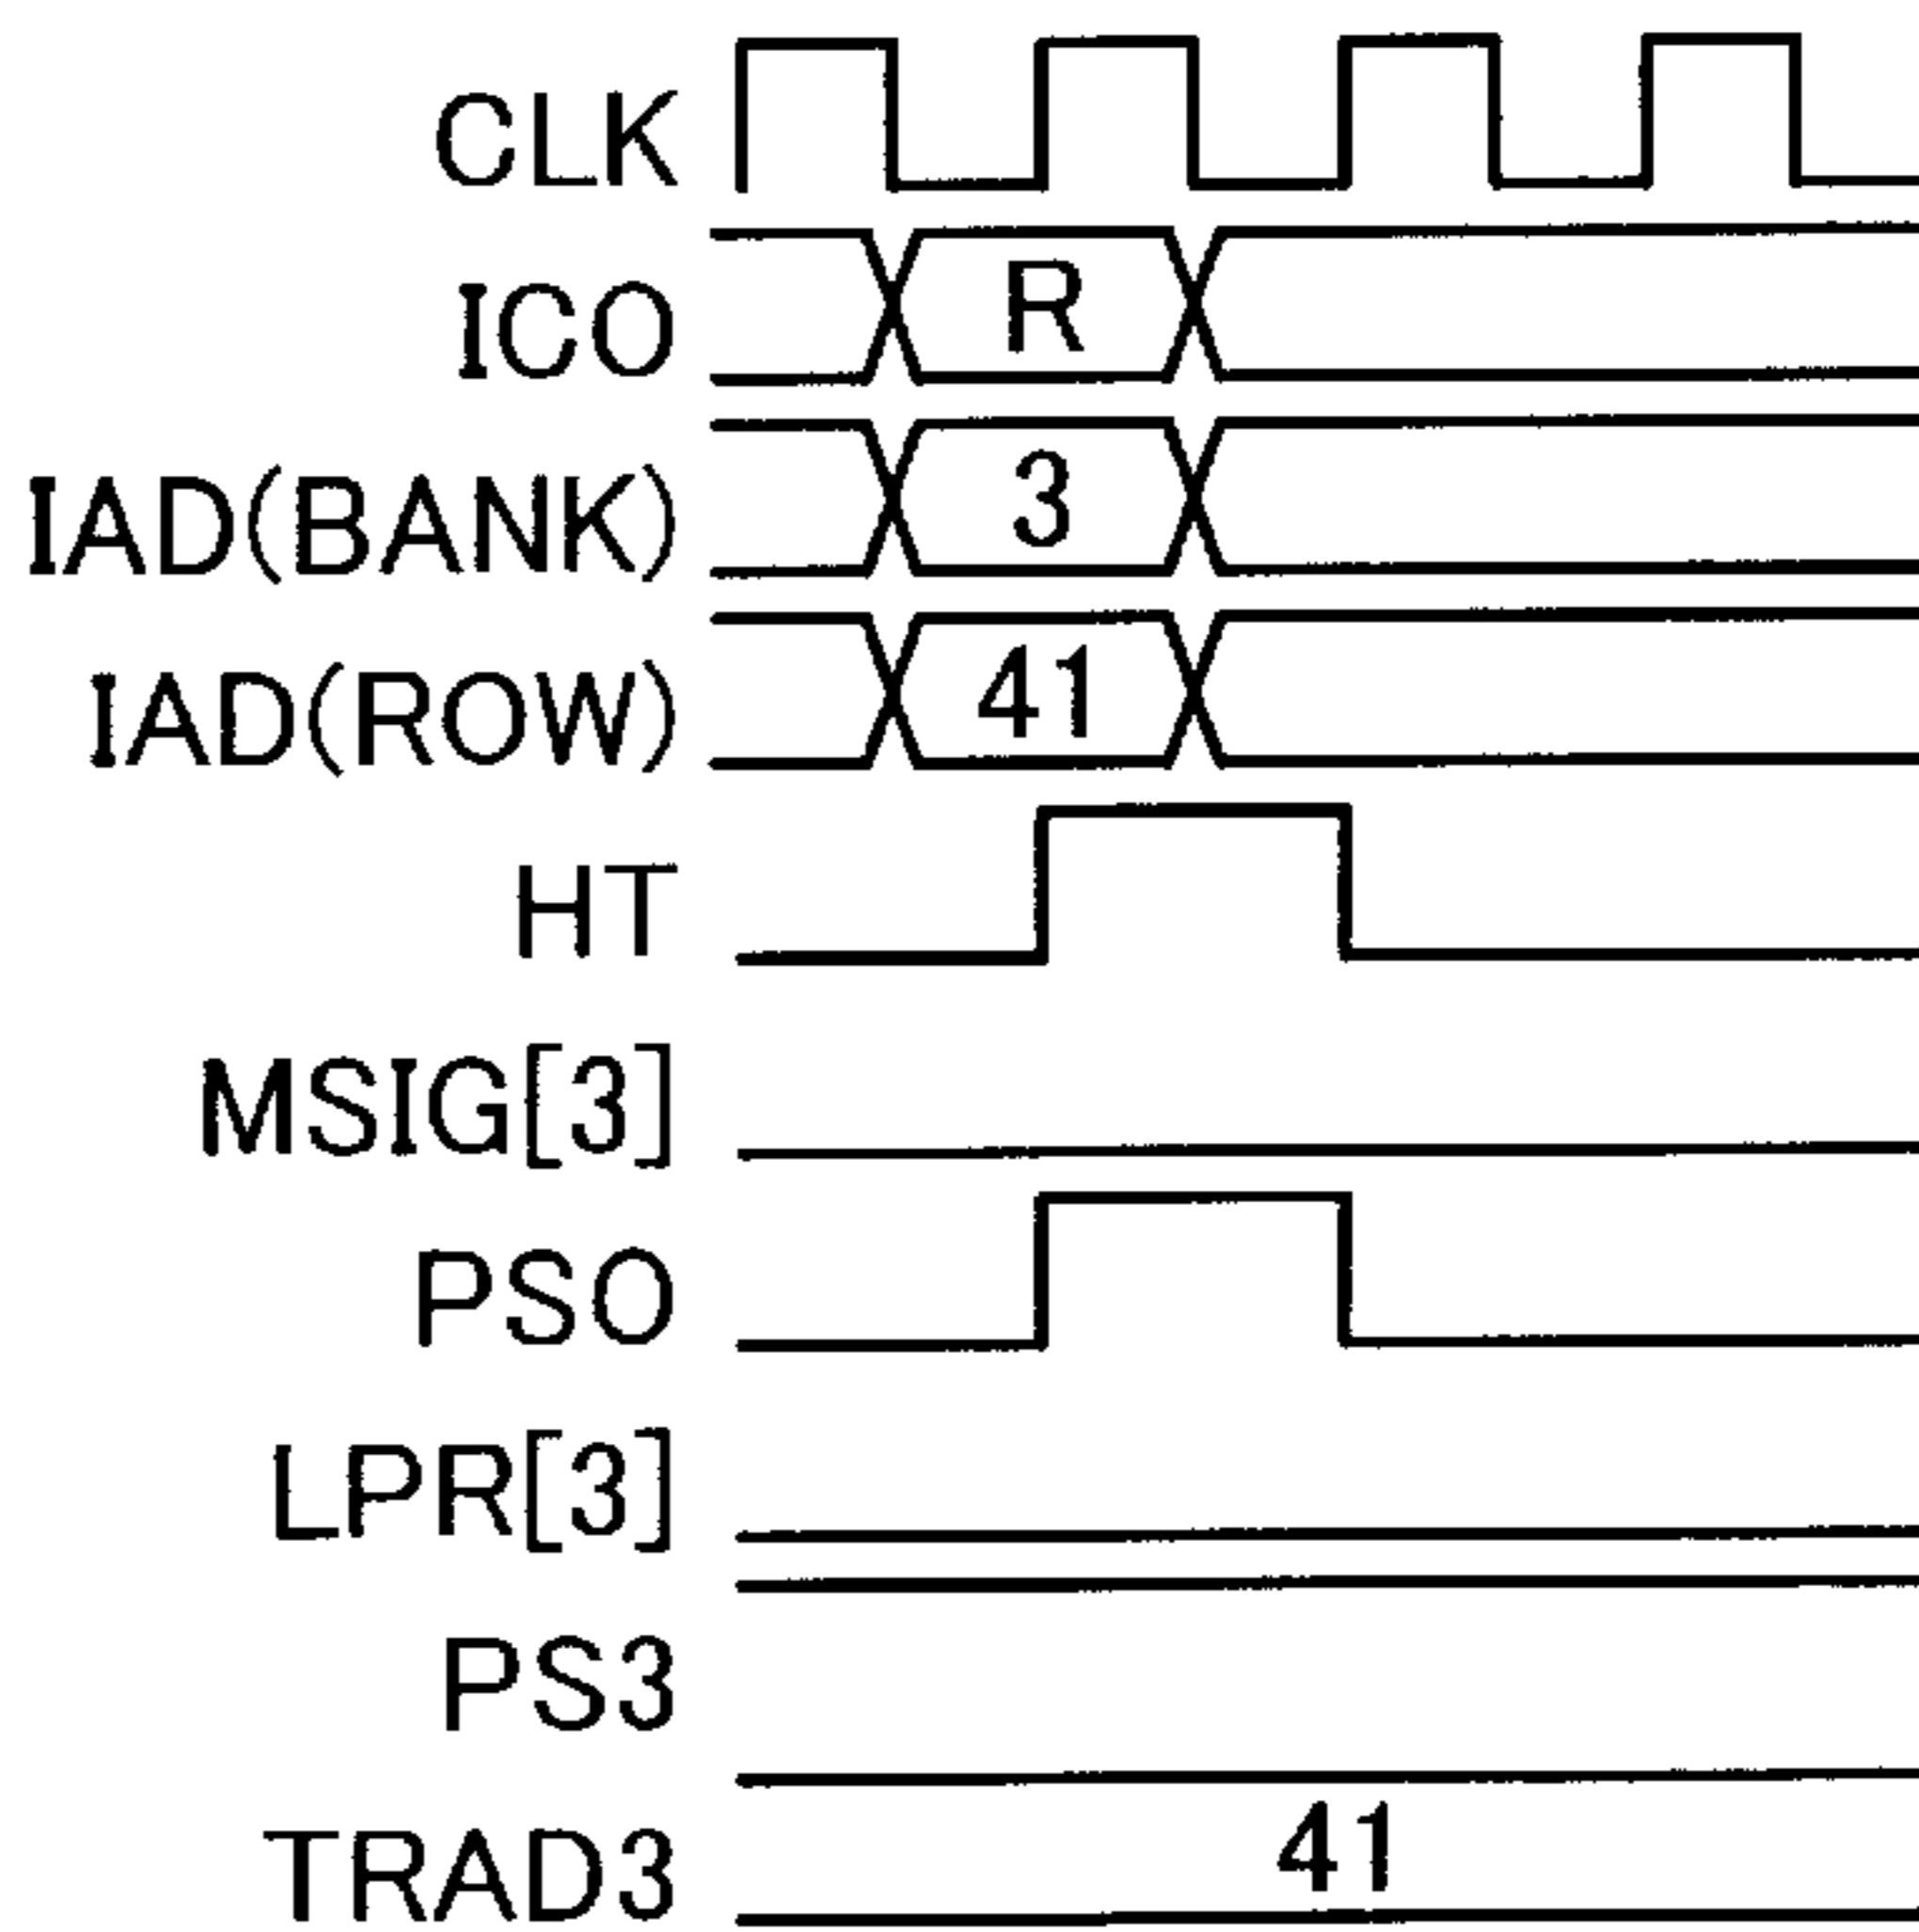 CLK
ICO R
IAD(BANK) 3
IAD(ROW) 41
HT
MSIG[3]
PSO
LPR[3]
PS3
TRAD3 41